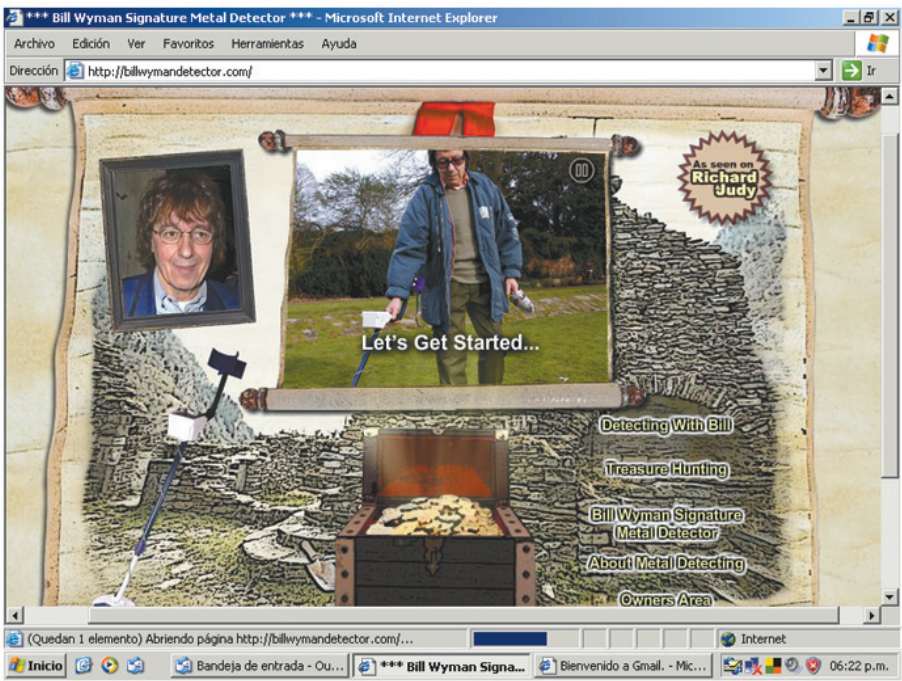 *** Bill Wyman Signature Metal Detector *** - Microsoft Internet Explorer
Archivo Edición Ver Favoritos Herramientas Ayuda
Dirección http://billwymandetector.com/ Ir
As seen on
Richard
Judy
Let's Get Started...
Detecting With Bill
Treasure Hunting
Bill Wyman Signature
Metal Detector
About Metal Detecting
Owners Area
(Quedan 1 elemento) Abriendo página http://billwymandetector.com/... Internet
Inicio Bandeja de entrada - Ou... *** Bill Wyman Signa... Bienvenido a Gmail. - Mic... 06:22 p.m.